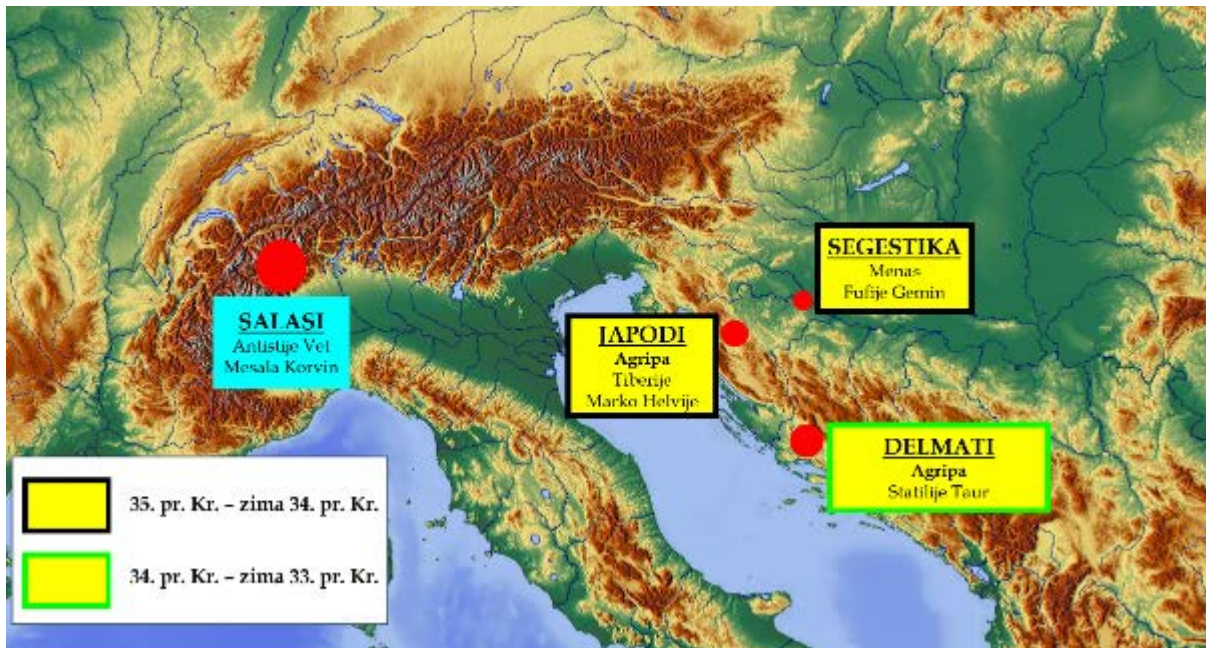 SEGESTIKA
Menas
Fufije Gemin
SALASI
Antistije Vet
Mesala Korvin
JAPODI
Agripa
Tiberije
Marko Helvije
DELMATI
Agripa
Statilije Taur
35. pr. Kr. – zima 34. pr. Kr.
34. pr. Kr. – zima 33. pr. Kr.